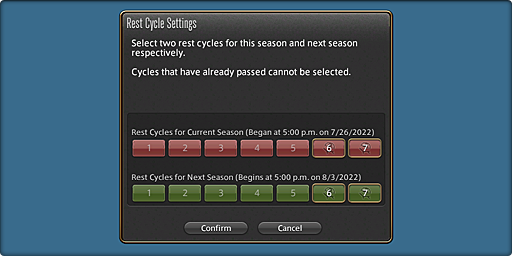 Rest Cycle Settings
Select two rest cycles for this season and next season
respectively.
Cycles that have already passed cannot be selected.
Rest Cycles for Current Season (Began at 5:00 p.m. on 7/26/2022)
1 2 3 4 5 6 7
Rest Cycles for Next Season (Begins at 5:00 p.m. on 8/3/2022)
1 2 3 4 5 6 7
Confirm Cancel